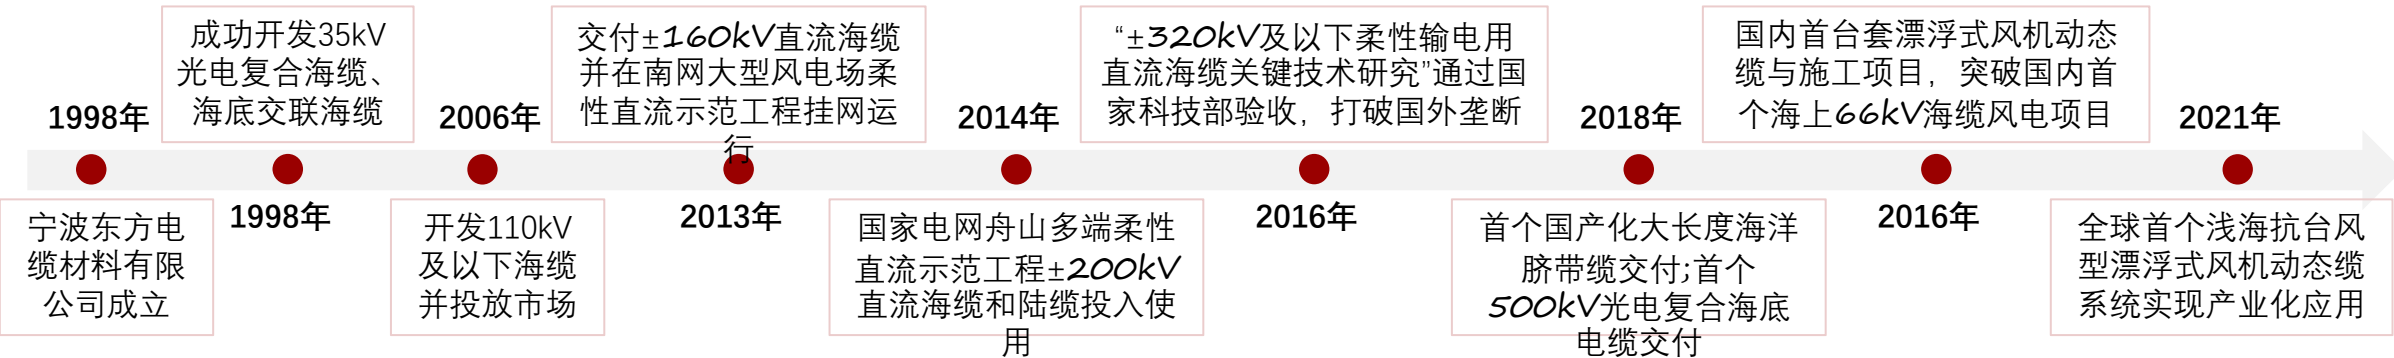 1998年
宁波东方电
缆材料有限
公司成立
成功开发35kV
光电复合海缆、
海底交联海缆
1998年
2006年
开发110kV
及以下海缆
并投放市场
交付±160kV直流海缆
并在南网大型风电场柔
性直流示范工程挂网运
行
2013年
2014年
国家电网舟山多端柔性
直流示范工程±200kV
直流海缆和陆缆投入使
用
“±320kV及以下柔性输电用
直流海缆关键技术研究”通过国
家科技部验收，打破国外垄断
2016年
2018年
首个国产化大长度海洋
脐带缆交付;首个
500kV光电复合海底
电缆交付
国内首台套漂浮式风机动态
缆与施工项目，突破国内首
个海上66kV海缆风电项目
2016年
2021年
全球首个浅海抗台风
型漂浮式风机动态缆
系统实现产业化应用